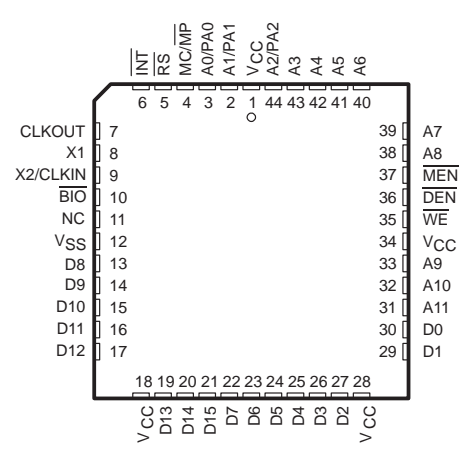 INT
RS
MC/MP
A0/PA0
A1/PA1
VCC
A2/PA2
A3
A4
A5
A6
6 5 4 3 2 1 44 43 42 41 40
CLKOUT 7
X1 8
X2/CLKIN 9
BIO 10
NC 11
VSS 12
D8 13
D9 14
D10 15
D11 16
D12 17
39 A7
38 A8
37 MEN
36 DEN
35 WE
34 VCC
33 A9
32 A10
31 A11
30 D0
29 D1
18 19 20 21 22 23 24 25 26 27 28
VCC
D13
D14
D15
D7
D6
D5
D4
D3
D2
VCC